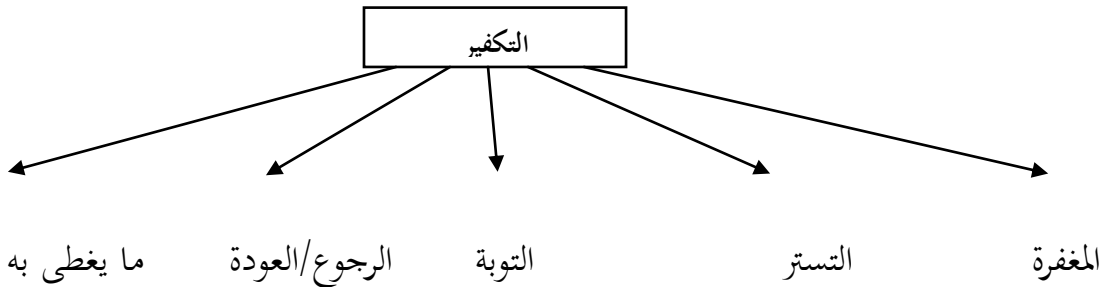 التكفير
المغفرة التستر التوبة الرجوع/العودة ما يغطى به